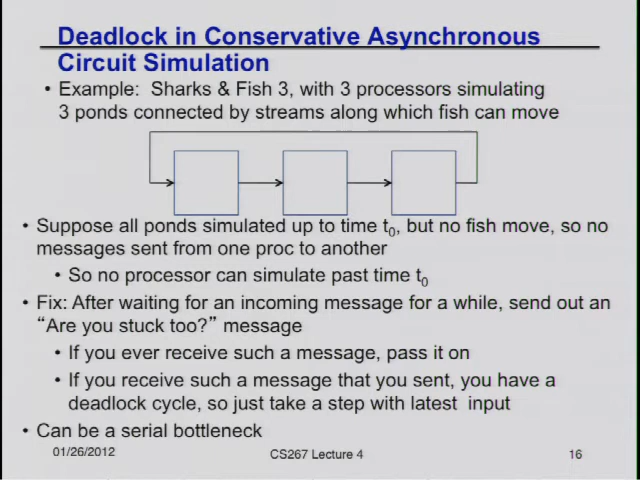 Deadlock in Conservative Asynchronous
Circuit Simulation
• Example: Sharks & Fish 3, with 3 processors simulating
3 ponds connected by streams along which fish can move
• Suppose all ponds simulated up to time t0, but no fish move, so no
messages sent from one proc to another
• So no processor can simulate past time t0
• Fix: After waiting for an incoming message for a while, send out an
“Are you stuck too?” message
• If you ever receive such a message, pass it on
• If you receive such a message that you sent, you have a
deadlock cycle, so just take a step with latest input
• Can be a serial bottleneck
01/26/2012
CS267 Lecture 4
16